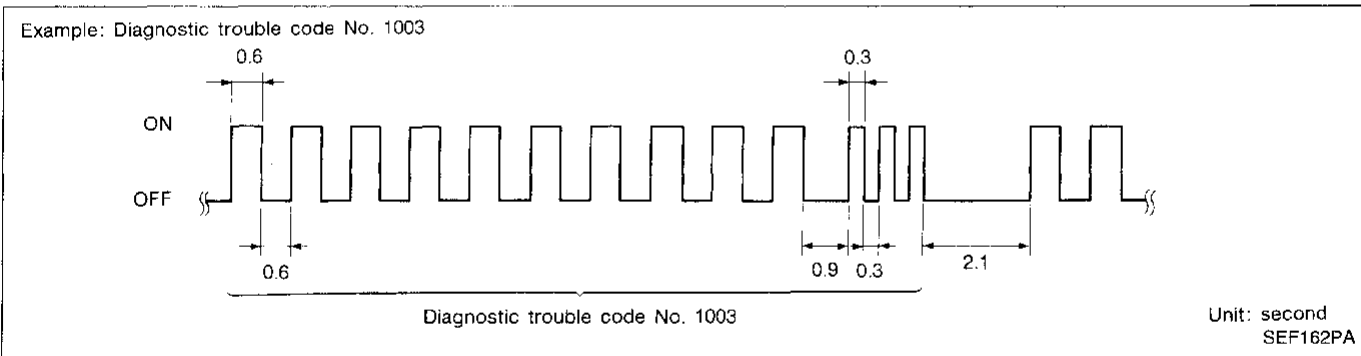 Example: Diagnostic trouble code No. 1003
0.6
0.3
ON
OFF
0.6
0.9
0.3
2.1
Diagnostic trouble code No. 1003
Unit: second
SEF162PA